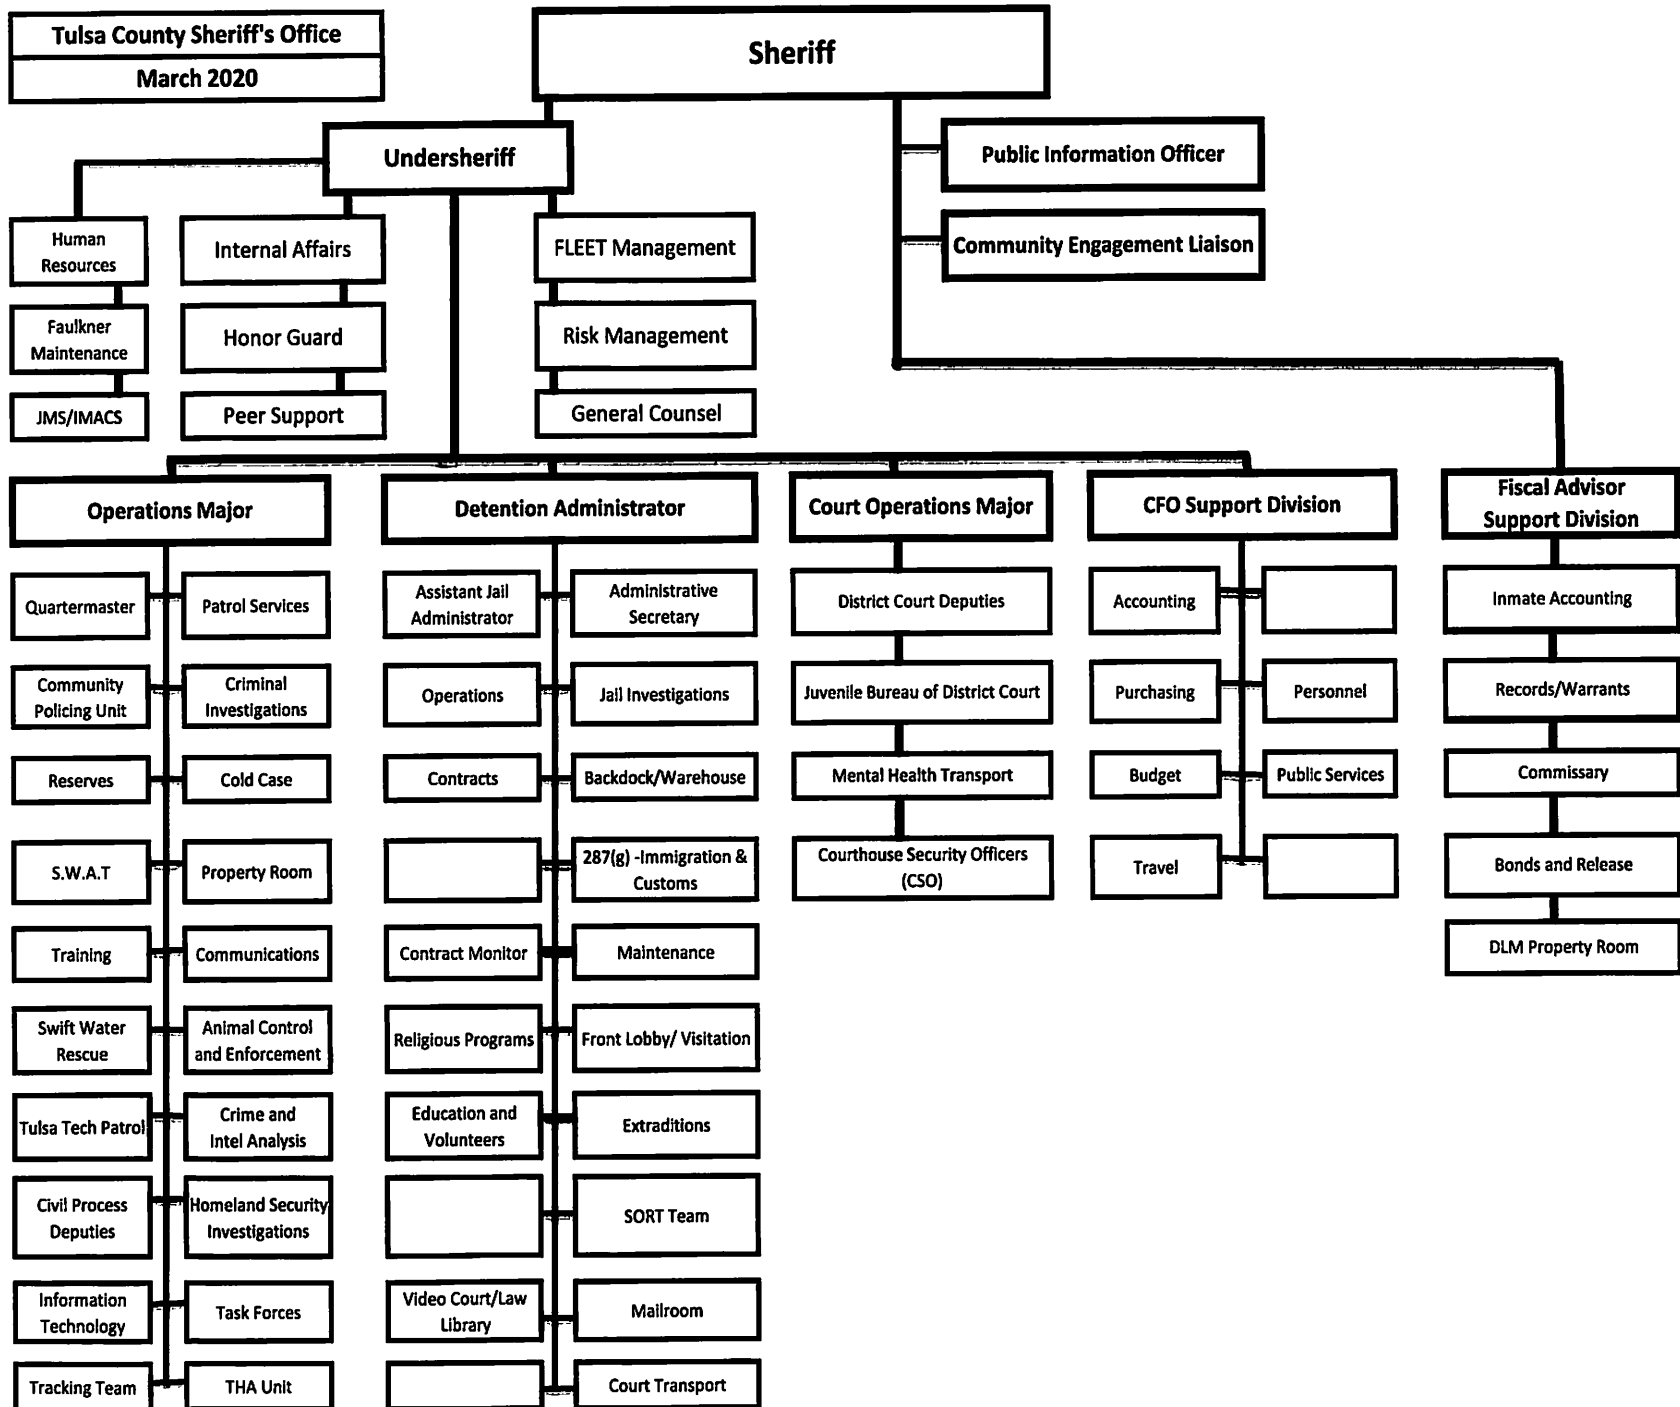 Tulsa County Sheriff's Office
March 2020
Sheriff
Undersheriff
Public Information Officer
Community Engagement Liaison
Human
Resources
Internal Affairs
FLEET Management
Faulkner
Maintenance
Honor Guard
Risk Management
JMS/IMACS
Peer Support
General Counsel
Operations Major
Quartermaster
Patrol Services
Community
Policing Unit
Criminal
Investigations
Reserves
Cold Case
S.W.A.T
Property Room
Training
Communications
Swift Water
Rescue
Animal Control
and Enforcement
Tulsa Tech Patrol
Crime and
Intel Analysis
Civil Process
Deputies
Homeland Security
Investigations
Information
Technology
Task Forces
Tracking Team
THA Unit
Detention Administrator
Assistant Jail
Administrator
Administrative
Secretary
Operations
Jail Investigations
Contracts
Backdock/Warehouse
287(g) -Immigration &
Customs
Contract Monitor
Maintenance
Religious Programs
Front Lobby/ Visitation
Education and
Volunteers
Extraditions
SORT Team
Video Court/Law
Library
Mailroom
Court Transport
Court Operations Major
District Court Deputies
Juvenile Bureau of District Court
Mental Health Transport
Courthouse Security Officers
(CSO)
CFO Support Division
Accounting
Purchasing
Personnel
Budget
Public Services
Travel
Fiscal Advisor
Support Division
Inmate Accounting
Records/Warrants
Commissary
Bonds and Release
DLM Property Room